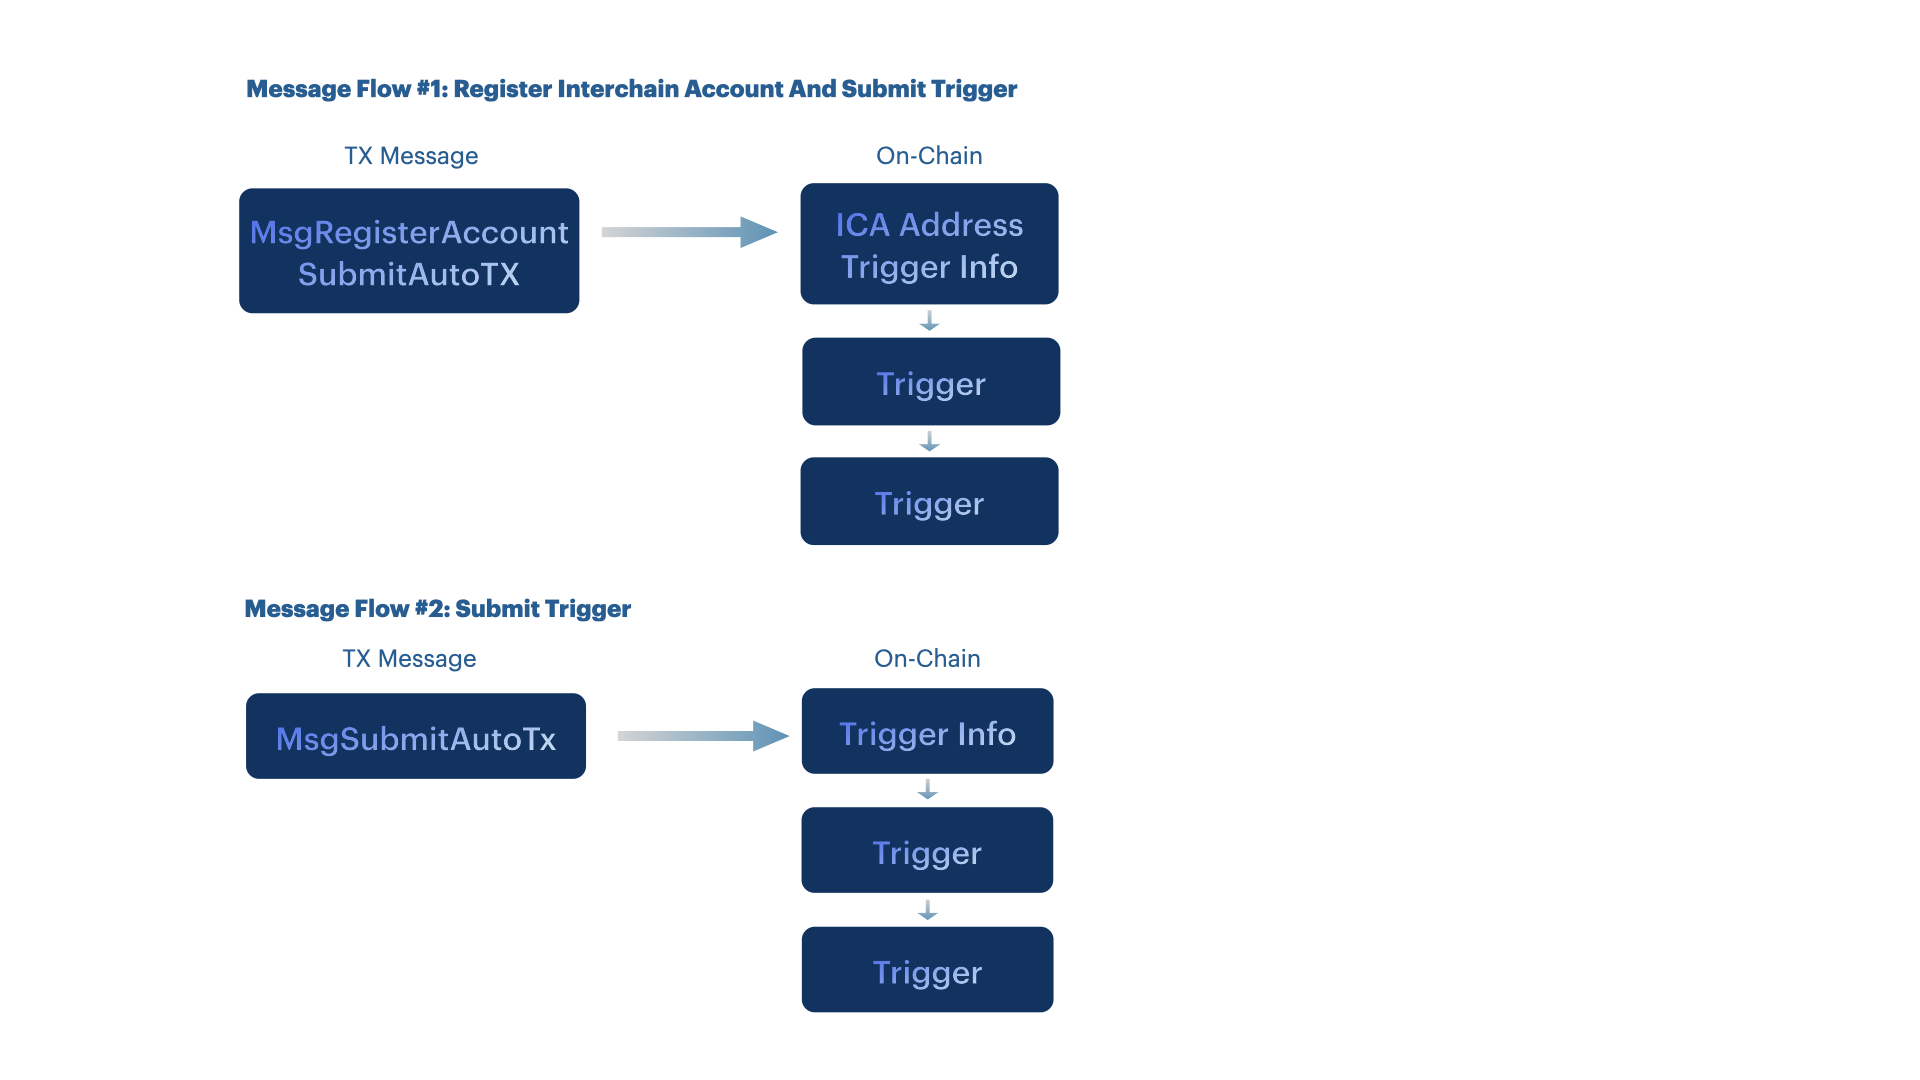 Message Flow #1: Register Interchain Account And Submit Trigger
TX Message
On-Chain
MsgRegisterAccount
SubmitAutoTX
ICA Address
Trigger Info
Trigger
Trigger
Message Flow #2: Submit Trigger
TX Message
On-Chain
MsgSubmitAutoTx
Trigger Info
Trigger
Trigger